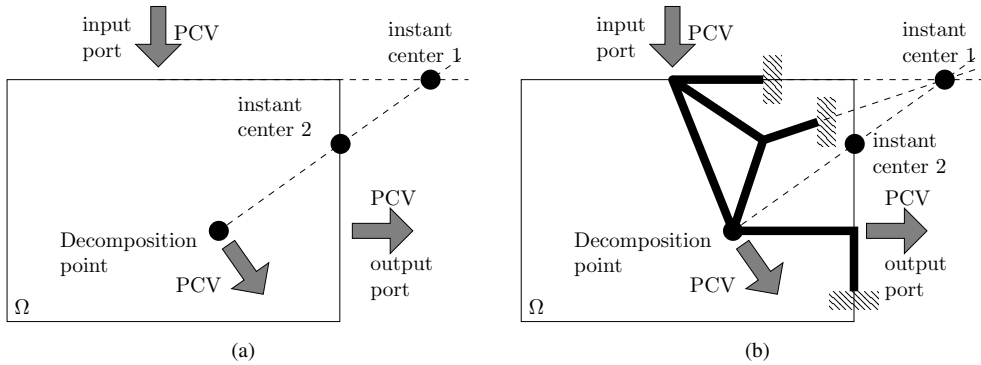 input
port
PCV
instant
center 1
instant
center 2
PCV
Decomposition
point
output
port
PCV
Ω
(a)
input
port
PCV
instant
center 1
instant
center 2
PCV
Decomposition
point
output
port
PCV
Ω
(b)